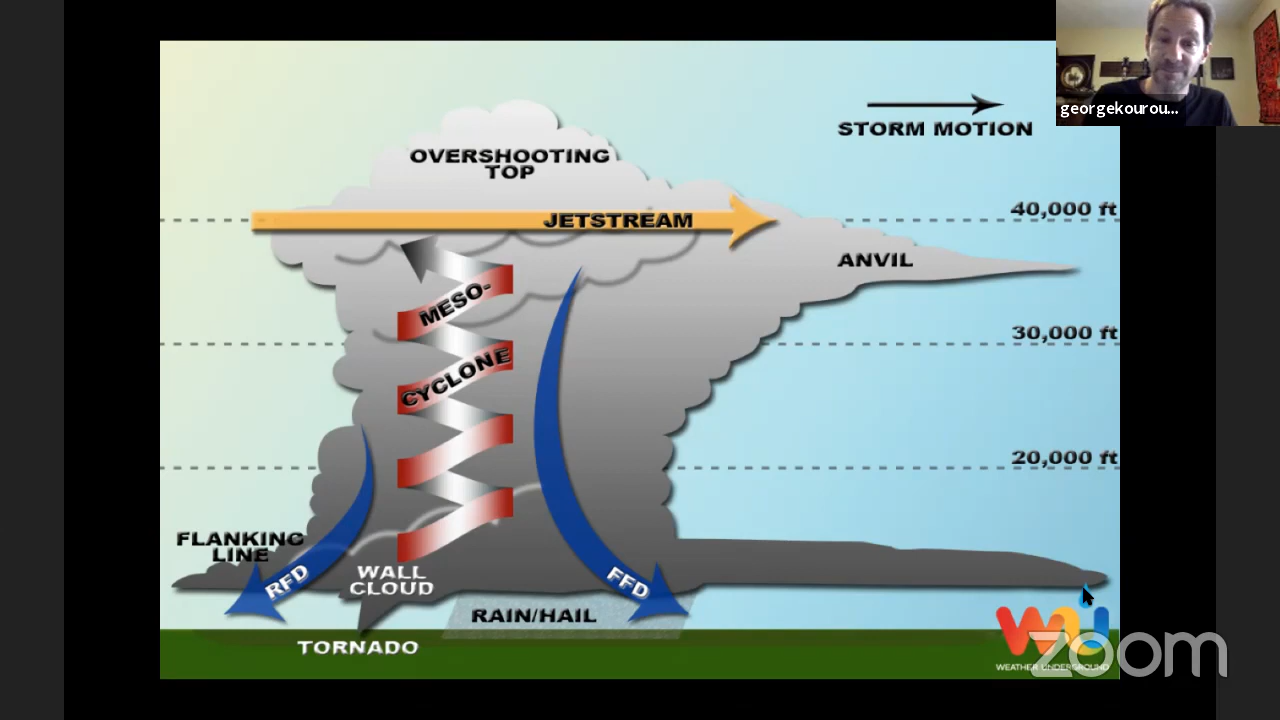 georgekourou...
STORM MOTION
OVERSHOOTING
TOP
40,000 ft
JETSTREAM
ANVIL
MESO-
30,000 ft
CYCLONE
20,000 ft
FLANKING
LINE
RFD
WALL
CLOUD
FFD
RAIN/HAIL
TORNADO
WU
WEATHER UNDERGROUND
zoom